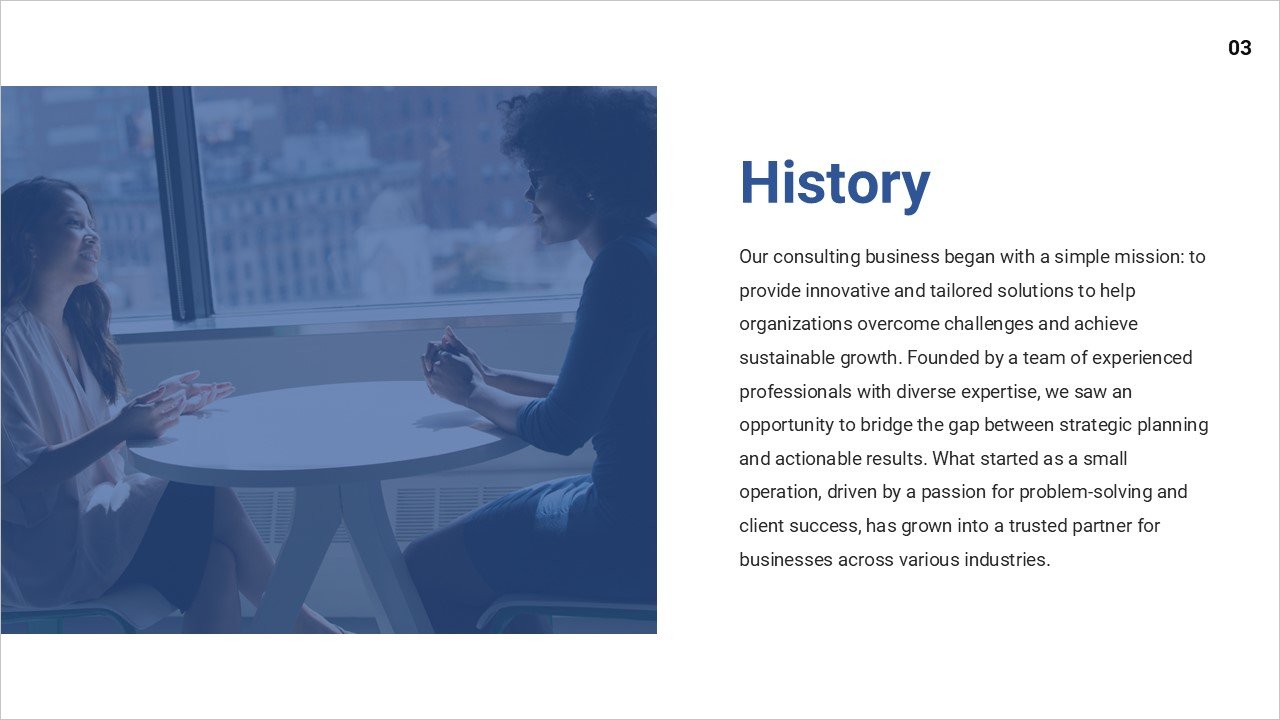 03
History
Our consulting business began with a simple mission: to
provide innovative and tailored solutions to help
organizations overcome challenges and achieve
sustainable growth. Founded by a team of experienced
professionals with diverse expertise, we saw an
opportunity to bridge the gap between strategic planning
and actionable results. What started as a small
operation, driven by a passion for problem-solving and
client success, has grown into a trusted partner for
businesses across various industries.